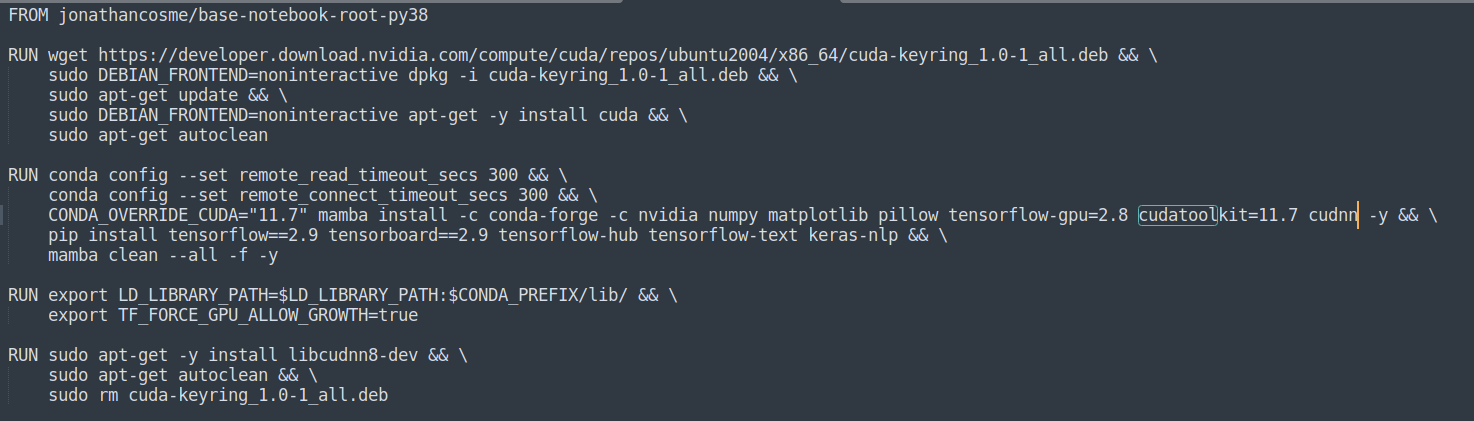 FROM jonathancosme/base-notebook-root-py38
RUN wget https://developer.download.nvidia.com/compute/cuda/repos/ubuntu2004/x86_64/cuda-keyring_1.0-1_all.deb && \
    sudo DEBIAN_FRONTEND=noninteractive dpkg -i cuda-keyring_1.0-1_all.deb && \
    sudo apt-get update && \
    sudo DEBIAN_FRONTEND=noninteractive apt-get -y install cuda && \
    sudo apt-get autoclean
RUN conda config --set remote_read_timeout_secs 300 && \
    conda config --set remote_connect_timeout_secs 300 && \
    CONDA_OVERRIDE_CUDA="11.7" mamba install -c conda-forge -c nvidia numpy matplotlib pillow tensorflow-gpu=2.8 cudatoolkit=11.7 cudnn -y && \
    pip install tensorflow==2.9 tensorboard==2.9 tensorflow-hub tensorflow-text keras-nlp && \
    mamba clean --all -f -y
RUN export LD_LIBRARY_PATH=$LD_LIBRARY_PATH:$CONDA_PREFIX/lib/ && \
    export TF_FORCE_GPU_ALLOW_GROWTH=true
RUN sudo apt-get -y install libcudnn8-dev && \
    sudo apt-get autoclean && \
    sudo rm cuda-keyring_1.0-1_all.deb